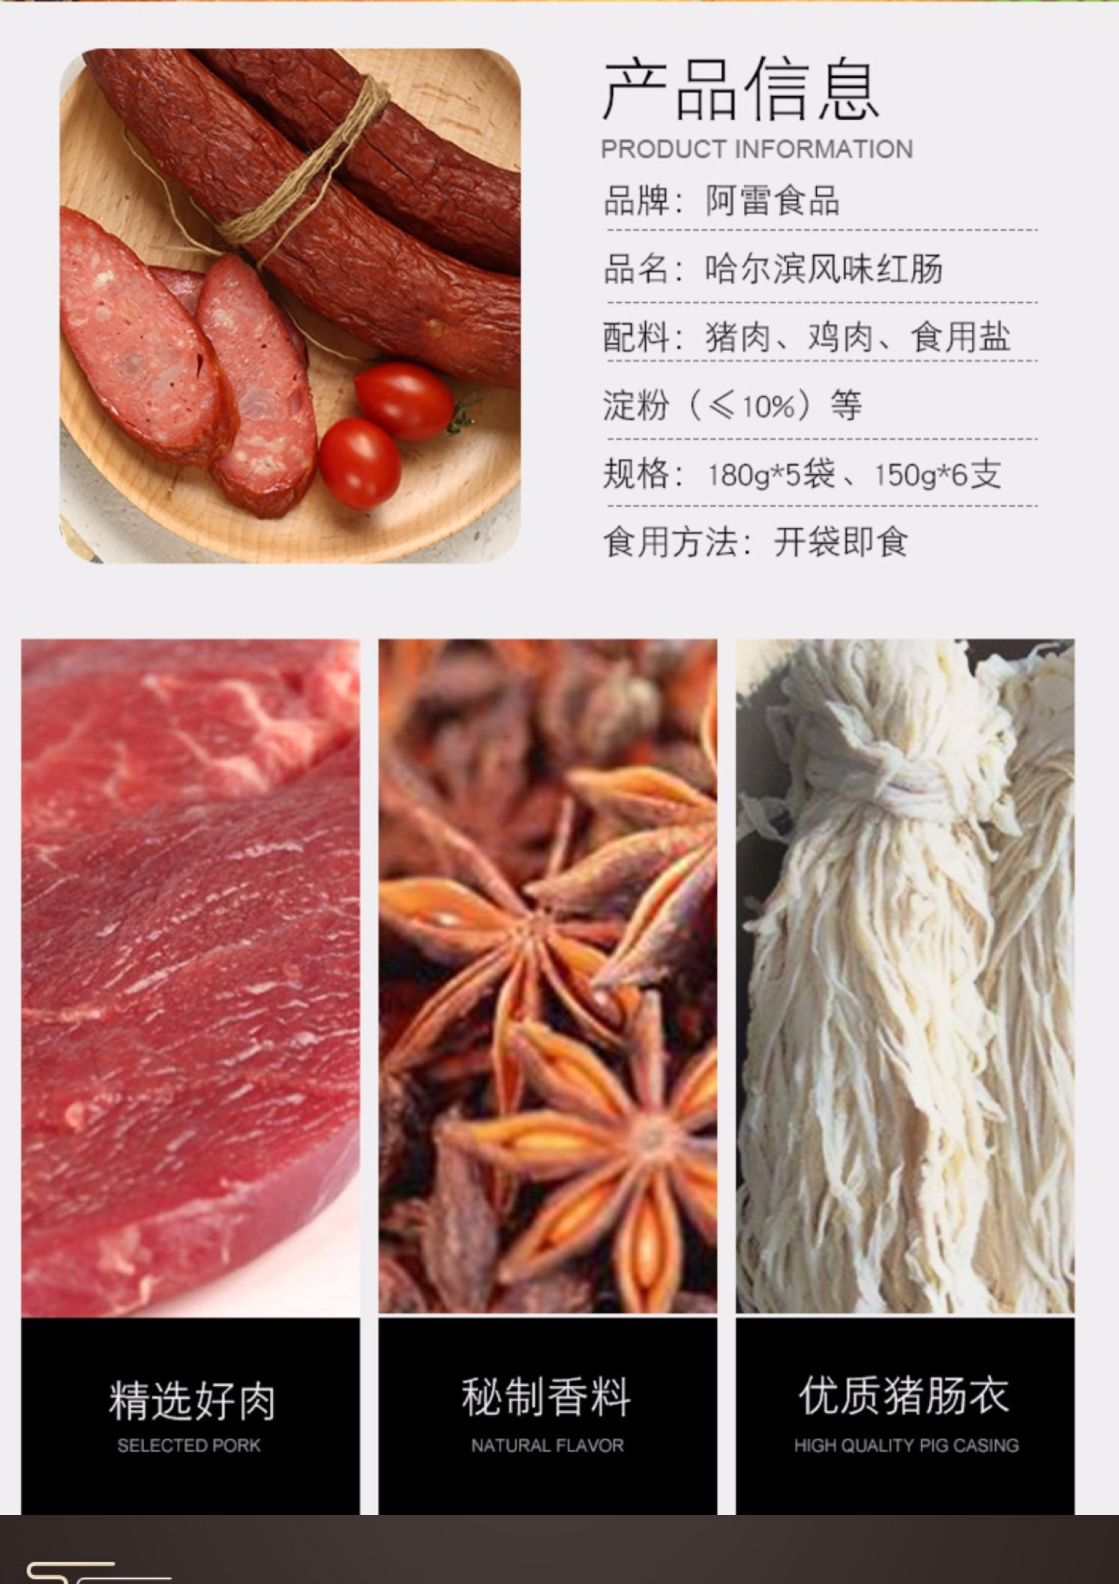 产品信息
PRODUCT INFORMATION
品牌：阿雷食品
品名：哈尔滨风味红肠
配料：猪肉、鸡肉、食用盐
淀粉（≤10%）等
规格：180g*5袋、150g*6支
食用方法：开袋即食
精选好肉
SELECTED PORK
秘制香料
NATURAL FLAVOR
优质猪肠衣
HIGH QUALITY PIG CASING